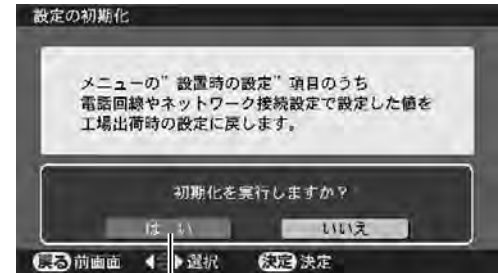 設定の初期化
メニューの”設置時の設定”項目のうち
電話回線やネットワーク接続設定で設定した値を
工場出荷時の設定に戻します。
初期化を実行しますか？
はい いいえ
戻る 前画面 選択 決定 決定